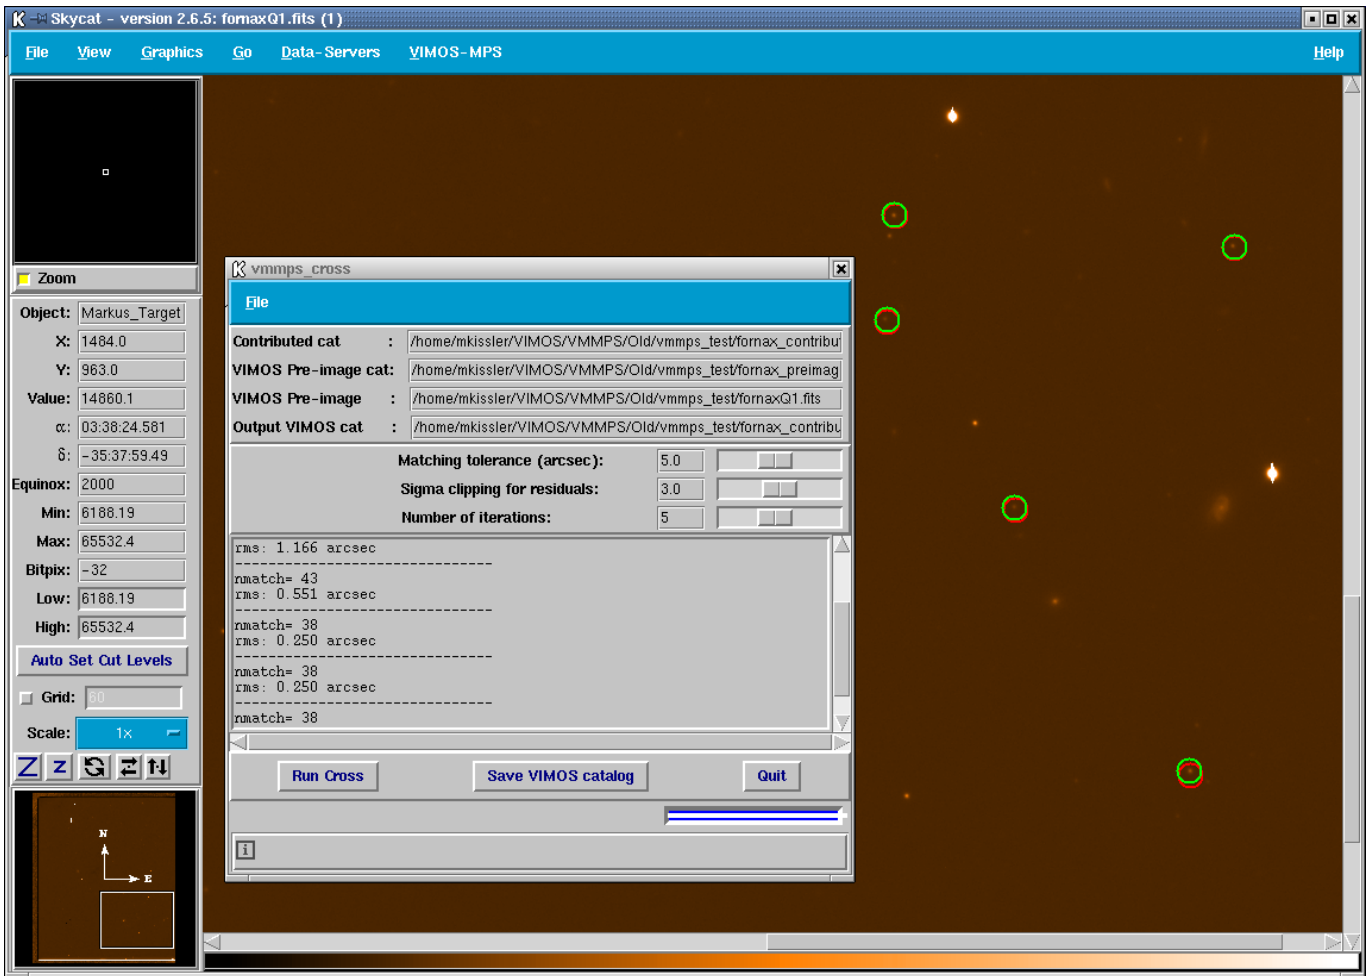 Skycat - version 2.6.5: fornaxQ1.fits (1)
File View Graphics Go Data-Servers VIMOS-MPS Help
Zoom
Object: Markus_Target
X: 1484.0
Y: 963.0
Value: 14860.1
α: 03:38:24.581
δ: -35:37:59.49
Equinox: 2000
Min: 6188.19
Max: 65532.4
Bitpix: -32
Low: 6188.19
High: 65532.4
Auto Set Cut Levels
Grid: 60
Scale: 1x
Z z
N
E
vmmps_cross
File
Contributed cat : /home/mkissler/VIMOS/VMMPS/Old/vmmps_test/fornax_contribu
VIMOS Pre-image cat: /home/mkissler/VIMOS/VMMPS/Old/vmmps_test/fornax_preimag
VIMOS Pre-image : /home/mkissler/VIMOS/VMMPS/Old/vmmps_test/fornaxQ1.fits
Output VIMOS cat : /home/mkissler/VIMOS/VMMPS/Old/vmmps_test/fornax_contribu
Matching tolerance (arcsec): 5.0
Sigma clipping for residuals: 3.0
Number of iterations: 5
rms: 1.166 arcsec
-------------------------------
nmatch= 43
rms: 0.551 arcsec
-------------------------------
nmatch= 38
rms: 0.250 arcsec
-------------------------------
nmatch= 38
rms: 0.250 arcsec
-------------------------------
nmatch= 38
Run Cross Save VIMOS catalog Quit
i